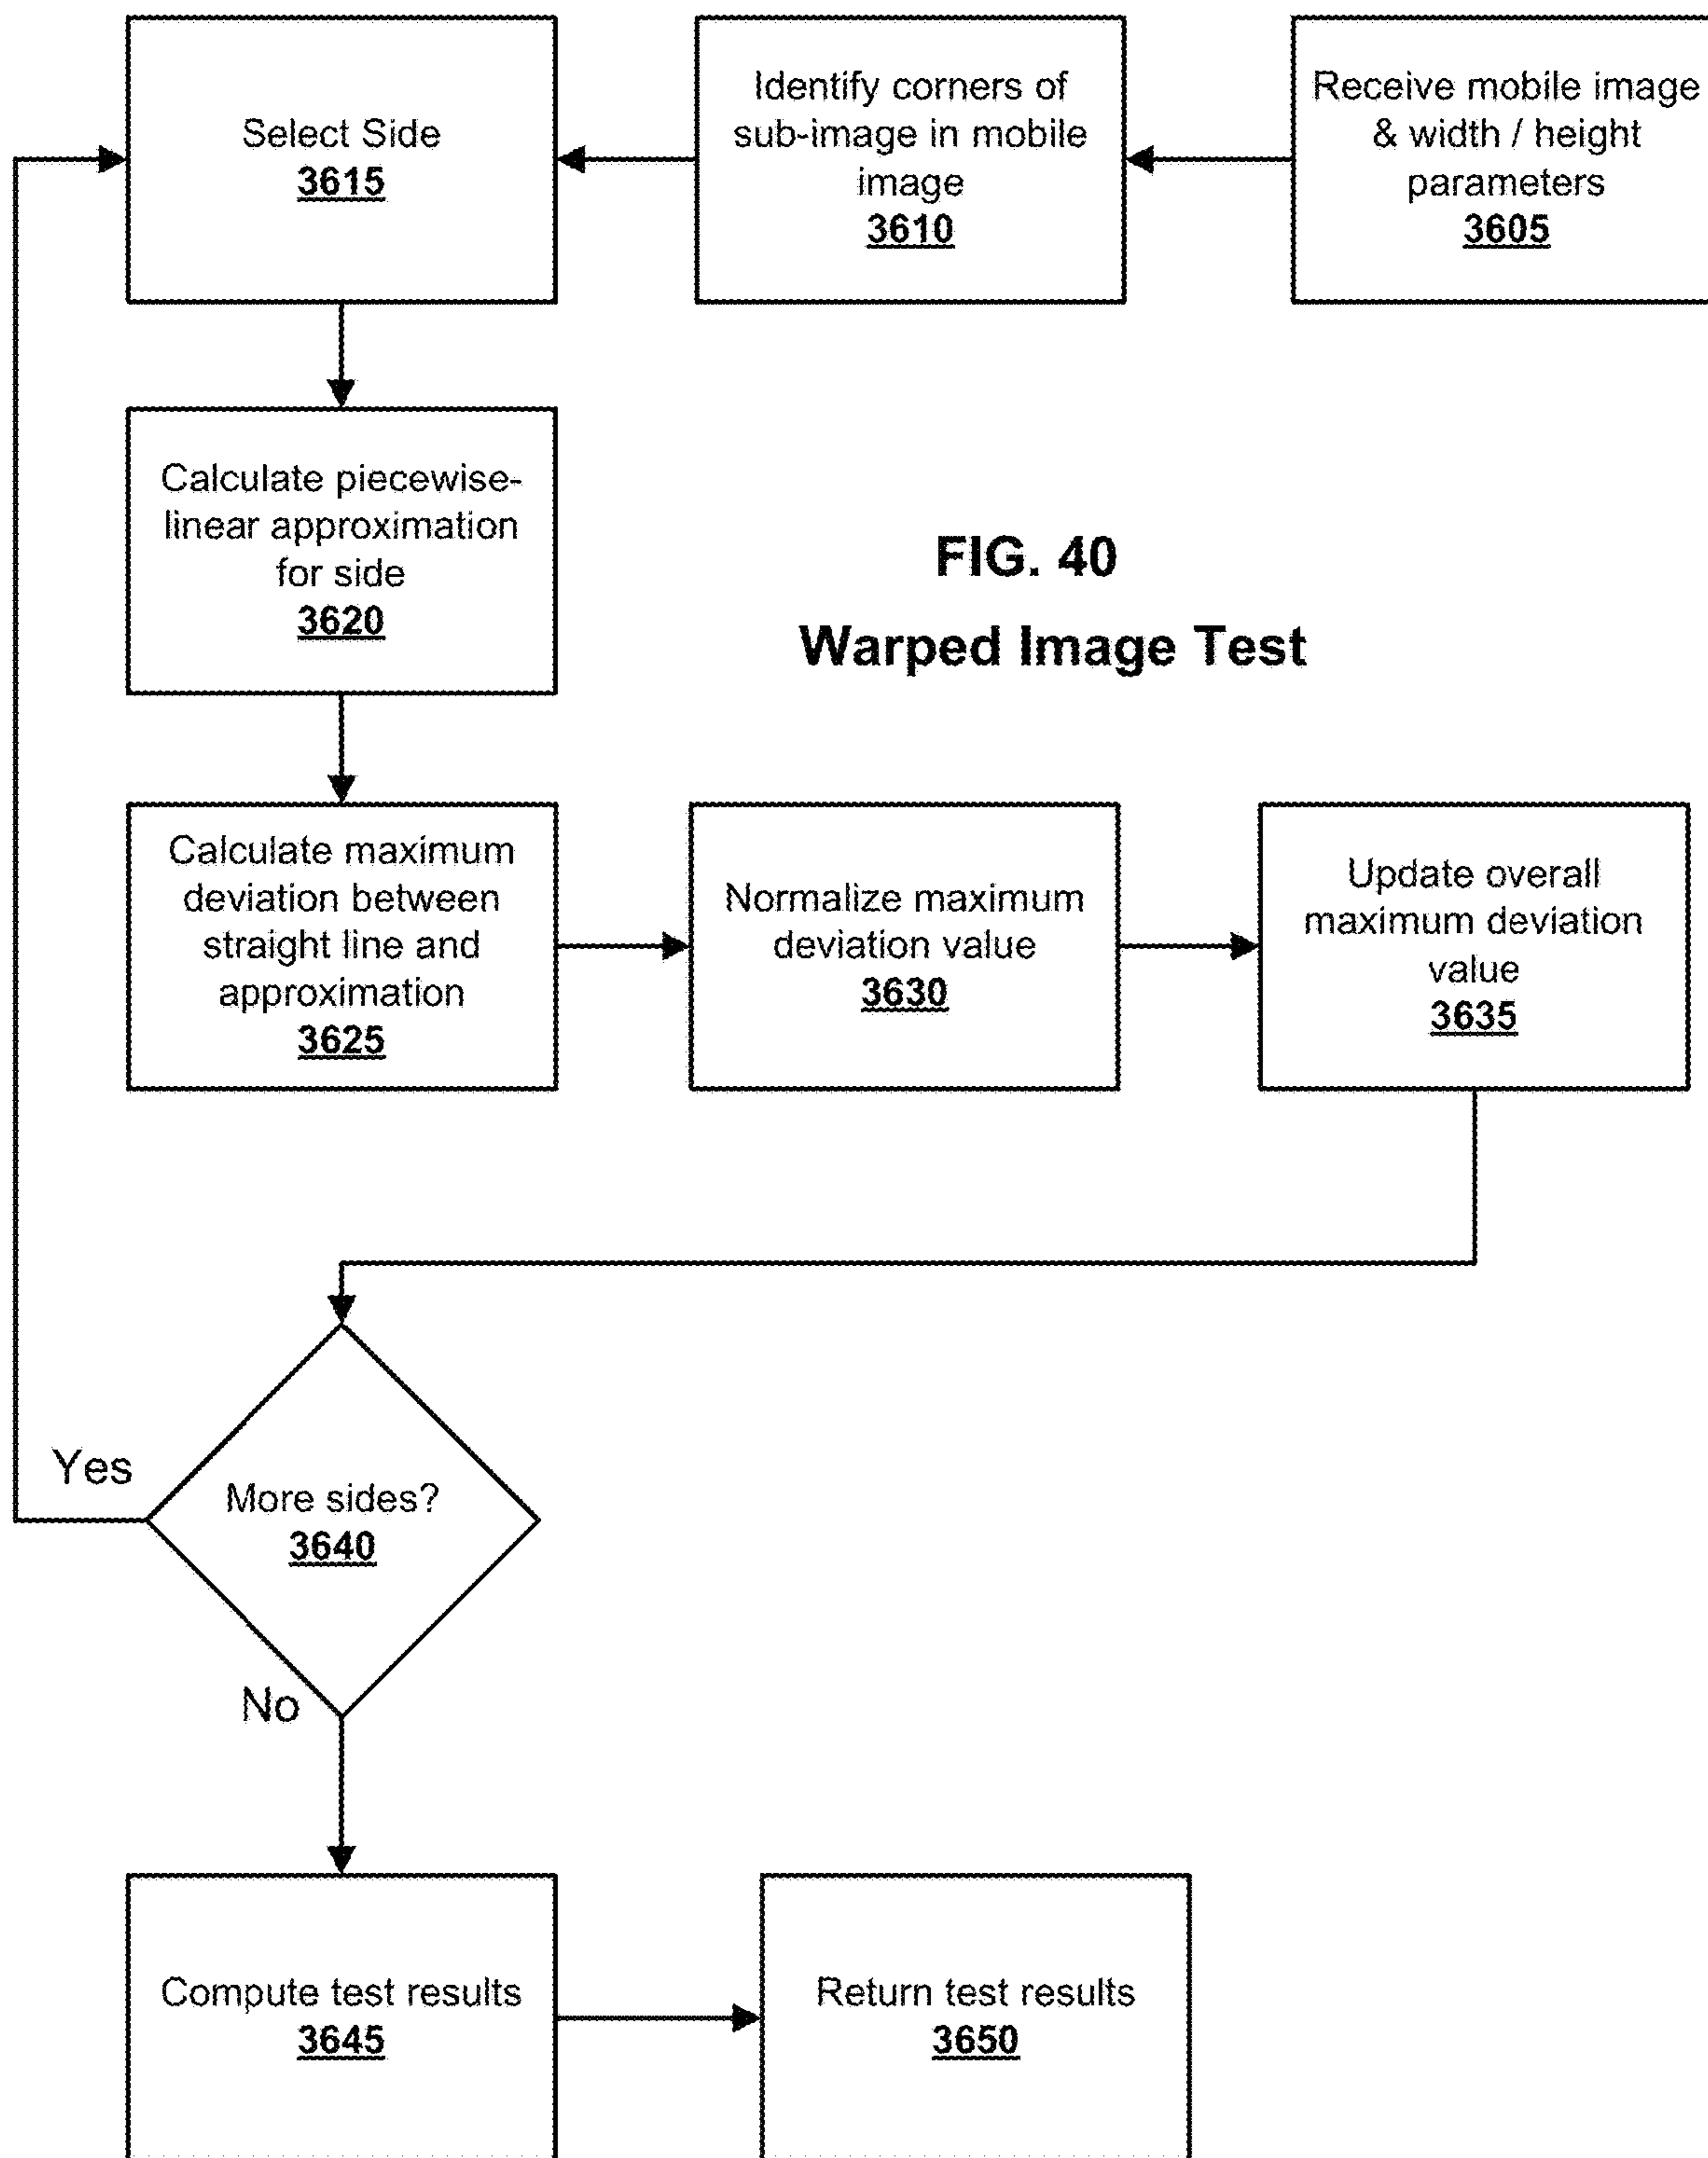 Select Side
3615
Identify corners of
sub-image in mobile
image
3610
Receive mobile image
& width / height
parameters
3605
Calculate piecewise-
linear approximation
for side
3620
FIG. 40
Warped Image Test
Calculate maximum
deviation between
straight line and
approximation
3625
Normalize maximum
deviation value
3630
Update overall
maximum deviation
value
3635
Yes
More sides?
3640
No
Compute test results
3645
Return test results
3650